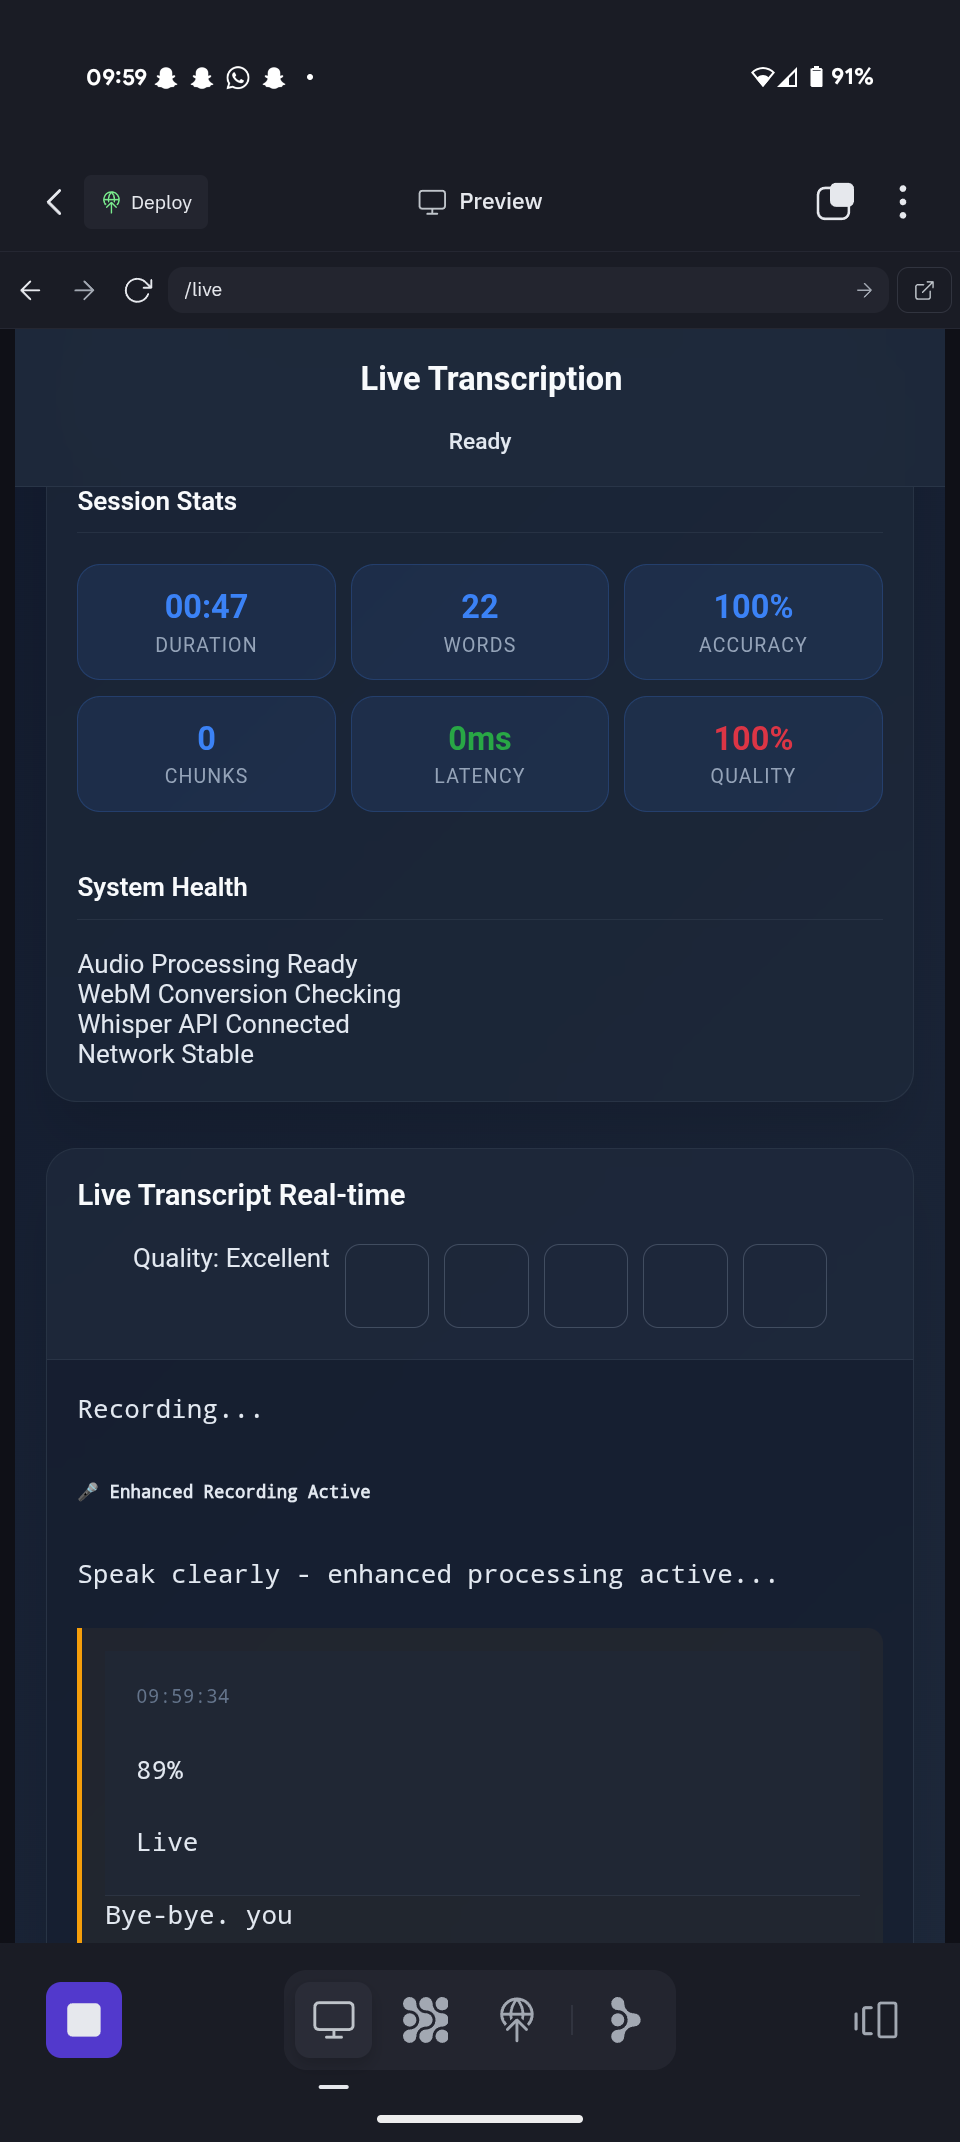 09:59
91%
Deploy
Preview
/live
Live Transcription
Ready
Session Stats
00:47
DURATION
22
WORDS
100%
ACCURACY
0
CHUNKS
0ms
LATENCY
100%
QUALITY
System Health
Audio Processing Ready
WebM Conversion Checking
Whisper API Connected
Network Stable
Live Transcript Real-time
Quality: Excellent
Recording...
🎤 Enhanced Recording Active
Speak clearly - enhanced processing active...
09:59:34
89%
Live
Bye-bye. you